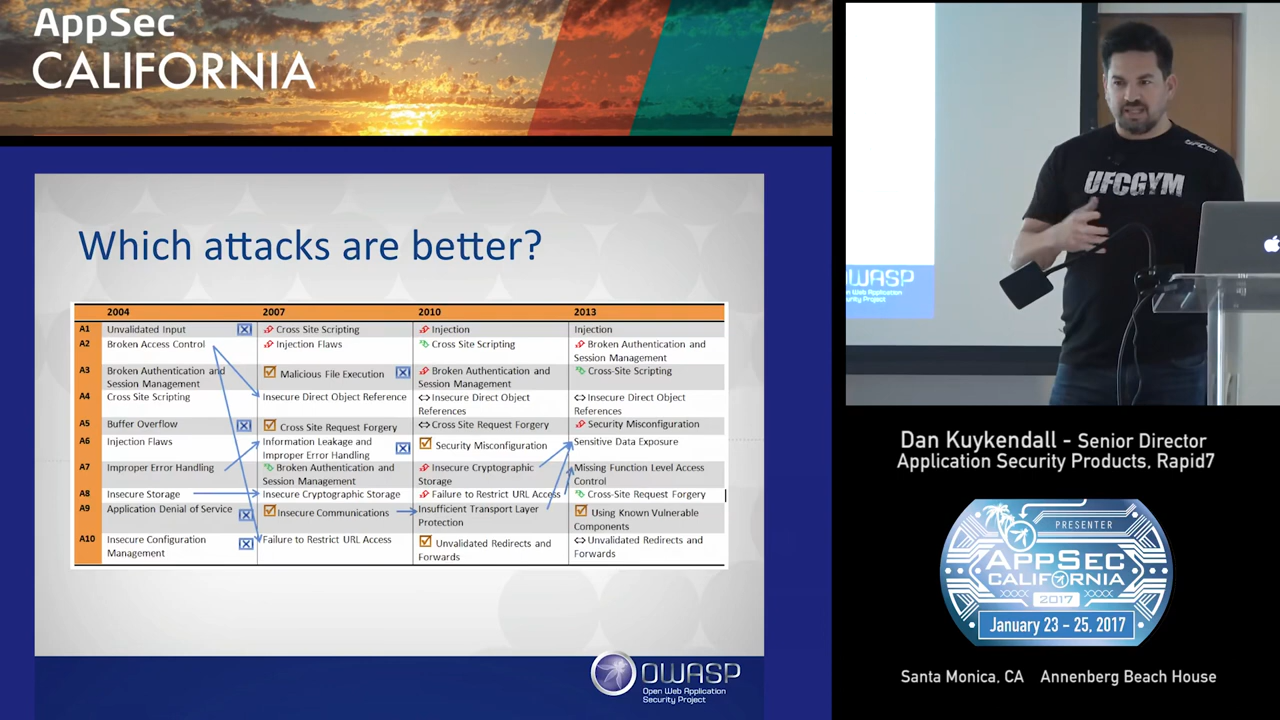 AppSec
CALIFORNIA
Which attacks are better?
2004 2007 2010 2013
A1 Unvalidated Input Cross Site Scripting Injection Injection
A2 Broken Access Control Injection Flaws Cross Site Scripting Broken Authentication and
Session Management
A3 Broken Authentication and Malicious File Execution Broken Authentication and Cross-Site Scripting
Session Management Session Management
A4 Cross Site Scripting Insecure Direct Object Reference Insecure Direct Object Insecure Direct Object
References References
A5 Buffer Overflow Cross Site Request Forgery Cross Site Request Forgery Security Misconfiguration
A6 Injection Flaws Information Leakage and Security Misconfiguration Sensitive Data Exposure
Improper Error Handling
A7 Improper Error Handling Broken Authentication and Insecure Cryptographic Missing Function Level Access
Session Management Storage Control
A8 Insecure Storage Insecure Cryptographic Storage Failure to Restrict URL Access Cross-Site Request Forgery
A9 Application Denial of Service Insecure Communications Insufficient Transport Layer Using Known Vulnerable
Protection Components
A10 Insecure Configuration Failure to Restrict URL Access Unvalidated Redirects and Unvalidated Redirects and
Management Forwards Forwards
OWASP
Open Web Application
Security Project
UFCGYM
OWASP
en Web Application
urity Project
Dan Kuykendall - Senior Director
Application Security Products, Rapid7
PRESENTER
APPSEC
CALIFORNIA
2017
January 23 - 25, 2017
Santa Monica, CA Annenberg Beach House